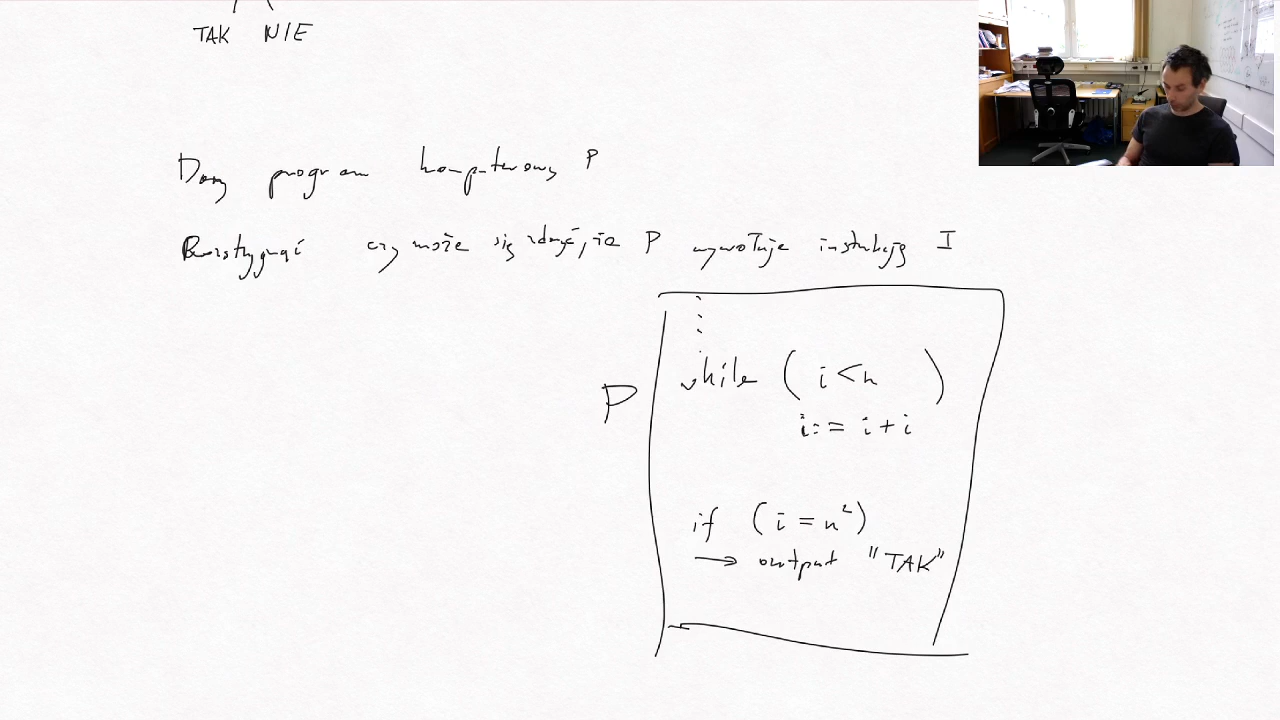 TAK NIE
Dany program komputerowy P
Rozstrzygnąć czy może się zdarzyć, że P wywołuje instrukcję I
while ( i < n )
i := i + i
P
if (i = n²)
→ output "TAK"